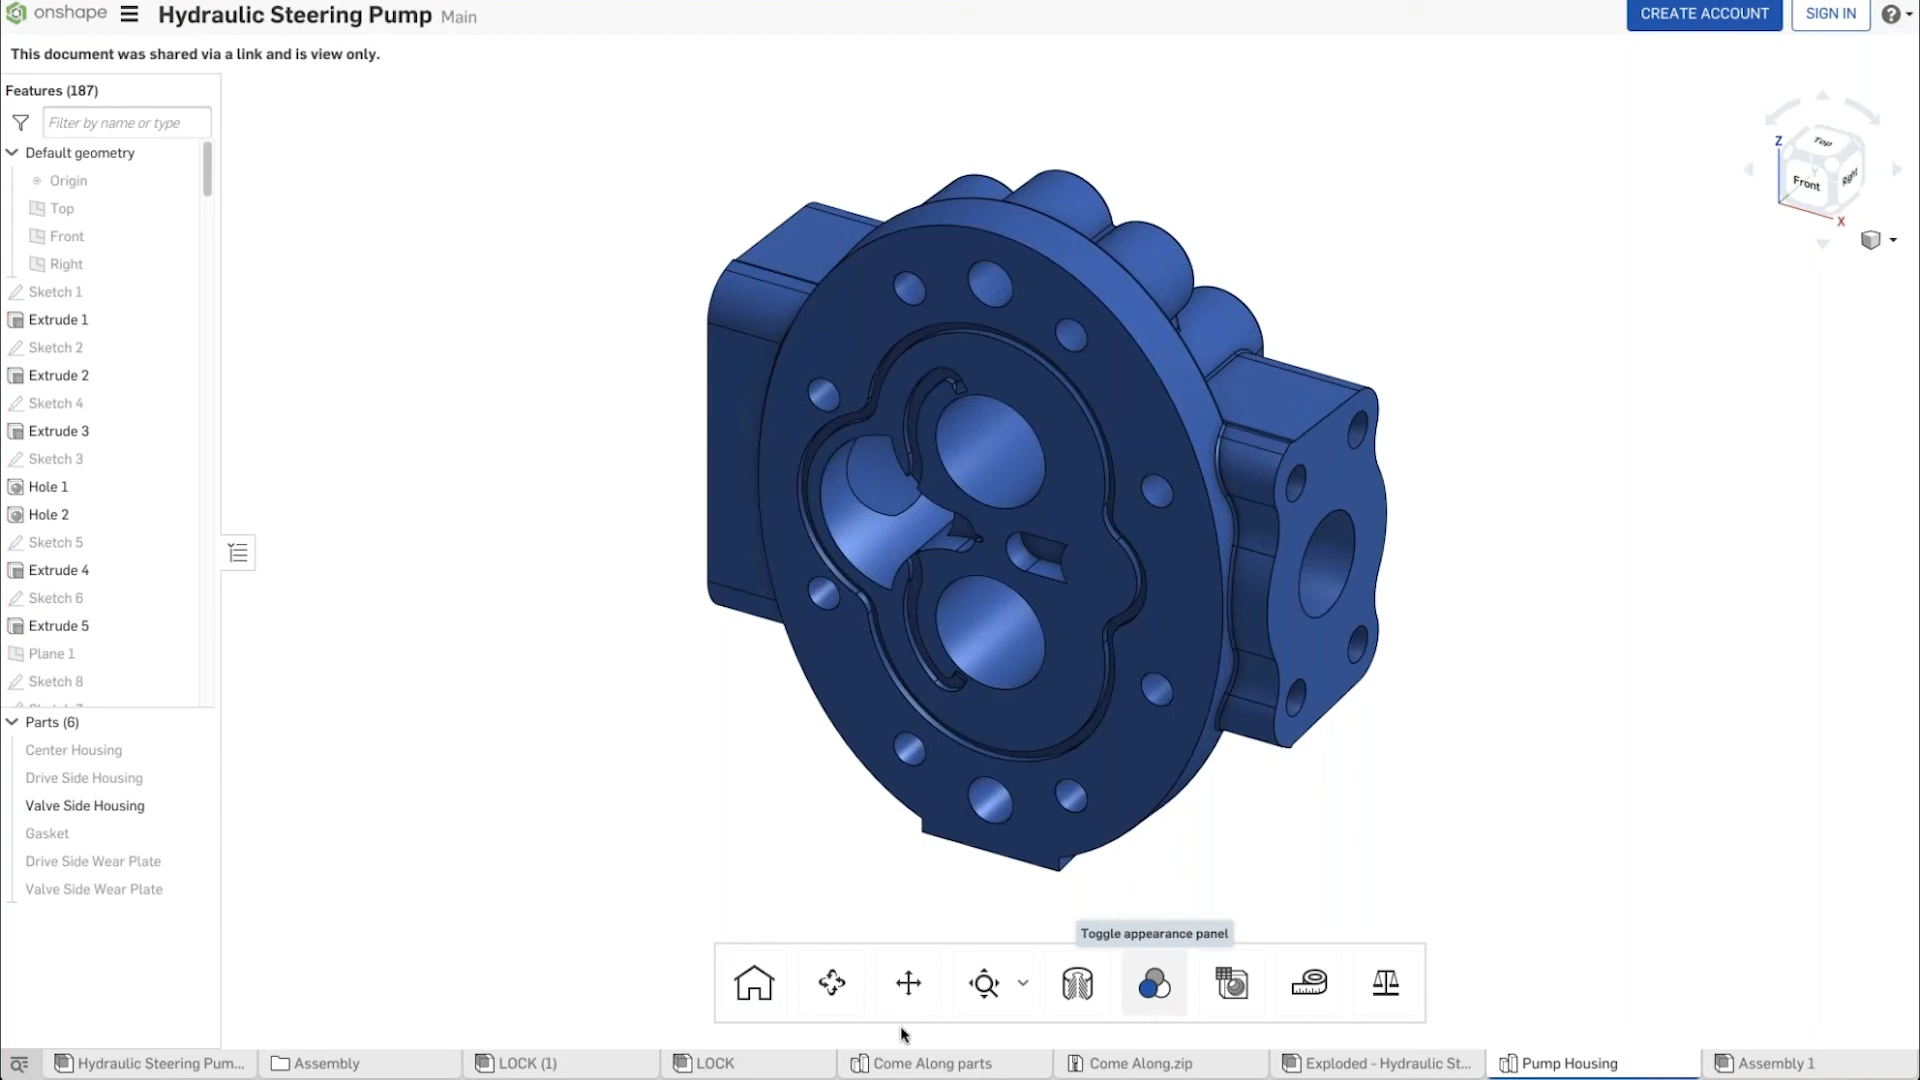 onshape
Hydraulic Steering Pump Main
CREATE ACCOUNT
SIGN IN
?
This document was shared via a link and is view only.
Features (187)
Filter by name or type
Default geometry
Origin
Top
Front
Right
Sketch 1
Extrude 1
Sketch 2
Extrude 2
Sketch 4
Extrude 3
Sketch 3
Hole 1
Hole 2
Sketch 5
Extrude 4
Sketch 6
Extrude 5
Plane 1
Sketch 8
Parts (6)
Center Housing
Drive Side Housing
Valve Side Housing
Gasket
Drive Side Wear Plate
Valve Side Wear Plate
Z
Top
Front
Right
X
Toggle appearance panel
Hydraulic Steering Pum...
Assembly
LOCK (1)
LOCK
Come Along parts
Come Along.zip
Exploded - Hydraulic St...
Pump Housing
Assembly 1